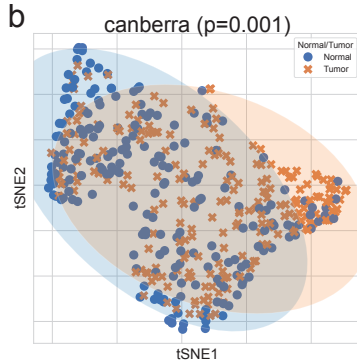 b
canberra (p=0.001)
Normal/Tumor
Normal
Tumor
tSNE2
tSNE1